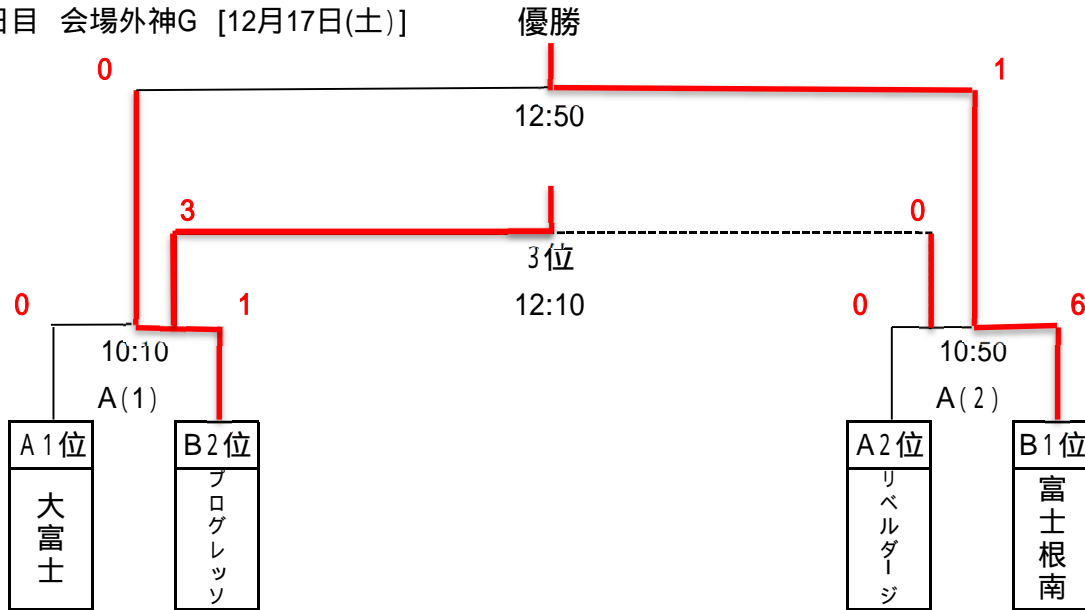 日目 会場外神G [12月17日(土)]
優勝
0
1
12:50
3
0
3位
12:10
0
1
0
6
10:10
10:50
A(1)
A(2)
A1位
B2位
A2位
B1位
大富士
プログレッソ
リベルダージ
富士根南